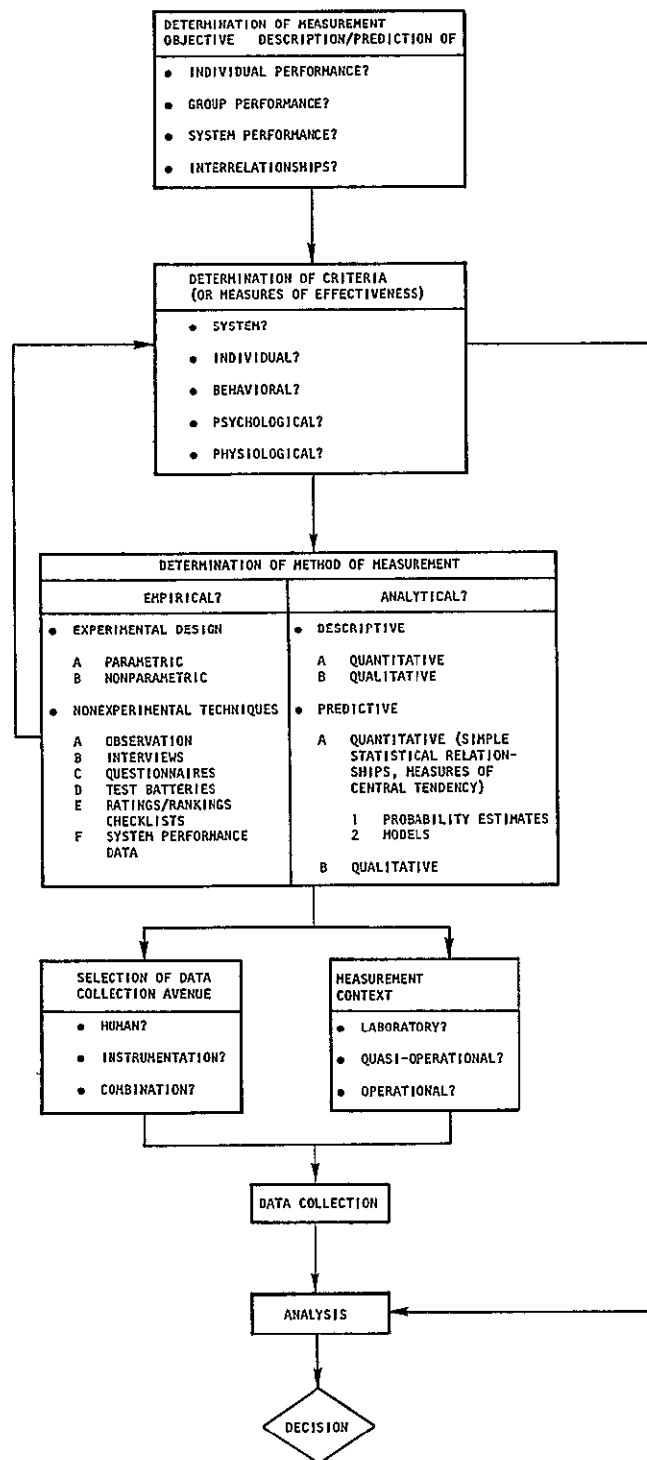 DETERMINATION OF MEASUREMENT
OBJECTIVE DESCRIPTION/PREDICTION OF
• INDIVIDUAL PERFORMANCE?
• GROUP PERFORMANCE?
• SYSTEM PERFORMANCE?
• INTERRELATIONSHIPS?
DETERMINATION OF CRITERIA
(OR MEASURES OF EFFECTIVENESS)
• SYSTEM?
• INDIVIDUAL?
• BEHAVIORAL?
• PSYCHOLOGICAL?
• PHYSIOLOGICAL?
DETERMINATION OF METHOD OF MEASUREMENT
EMPIRICAL?
• EXPERIMENTAL DESIGN
A PARAMETRIC
B NONPARAMETRIC
• NONEXPERIMENTAL TECHNIQUES
A OBSERVATION
B INTERVIEWS
C QUESTIONNAIRES
D TEST BATTERIES
E RATINGS/RANKINGS
CHECKLISTS
F SYSTEM PERFORMANCE
DATA
ANALYTICAL?
• DESCRIPTIVE
A QUANTITATIVE
B QUALITATIVE
• PREDICTIVE
A QUANTITATIVE (SIMPLE
STATISTICAL RELATION-
SHIPS, MEASURES OF
CENTRAL TENDENCY)
1 PROBABILITY ESTIMATES
2 MODELS
B QUALITATIVE
SELECTION OF DATA
COLLECTION AVENUE
• HUMAN?
• INSTRUMENTATION?
• COMBINATION?
MEASUREMENT
CONTEXT
• LABORATORY?
• QUASI-OPERATIONAL?
• OPERATIONAL?
DATA COLLECTION
ANALYSIS
DECISION